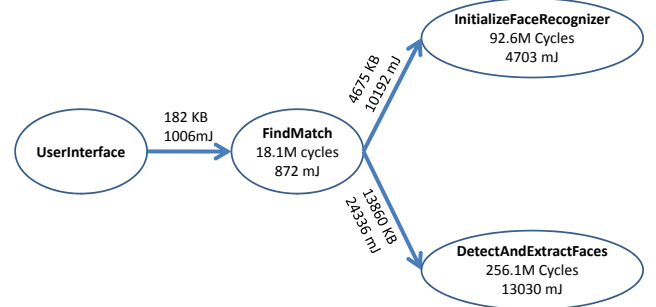 UserInterface
182 KB
1006mJ
FindMatch
18.1M cycles
872 mJ
4675 KB
10192 mJ
InitializeFaceRecognizer
92.6M Cycles
4703 mJ
13860 KB
24336 mJ
DetectAndExtractFaces
256.1M Cycles
13030 mJ